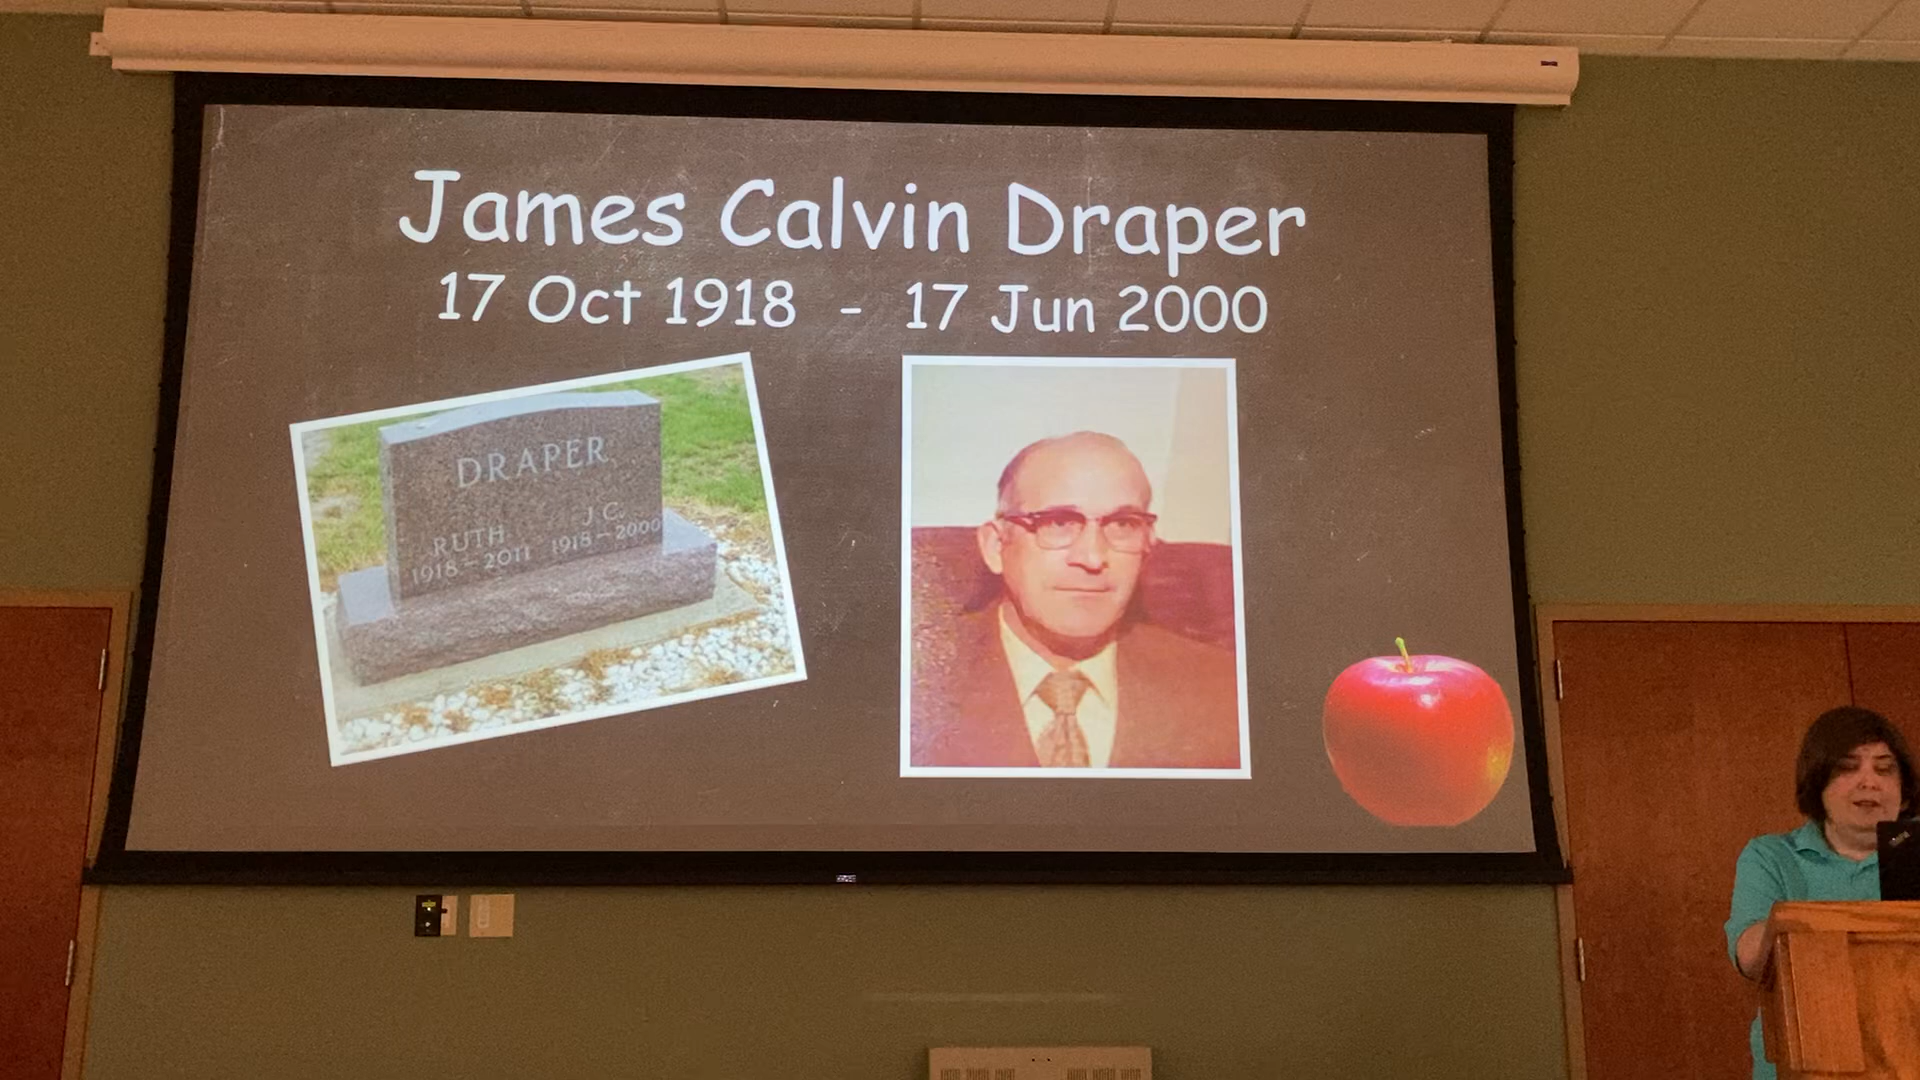 James Calvin Draper
17 Oct 1918 - 17 Jun 2000
DRAPER
RUTH J.C.
1918 - 2011 1918 - 2000